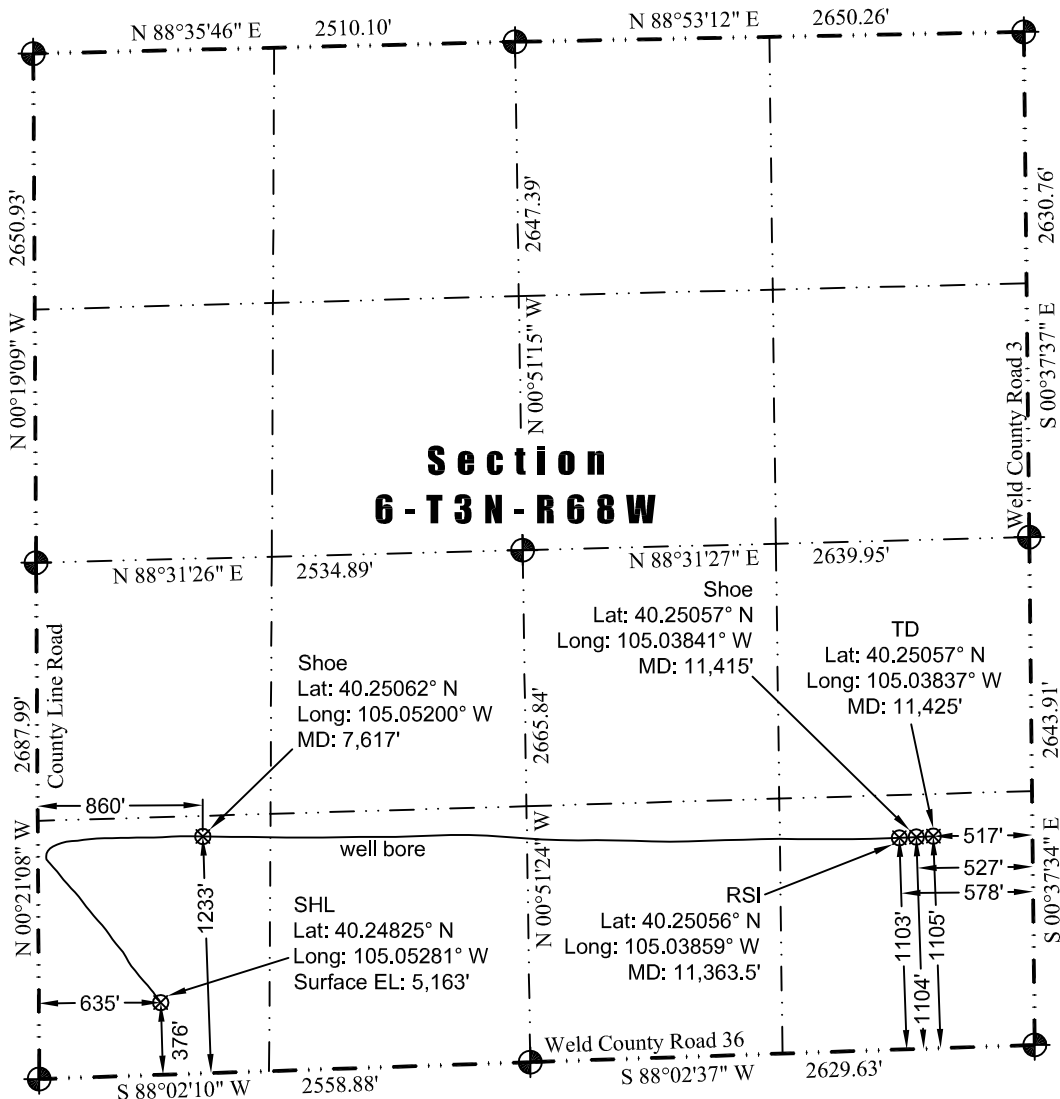 N 88°35'46" E
2510.10'
N 88°53'12" E
2650.26'
2650.93'
2647.39'
2630.76'
N 00°19'09" W
N 00°51'15" W
Weld County Road 3
S 00°37'37" E
Section
6-T3N-R68W
N 88°31'26" E
2534.89'
N 88°31'27" E
2639.95'
Shoe
Lat: 40.25057° N
Long: 105.03841° W
MD: 11,415'
TD
Lat: 40.25057° N
Long: 105.03837° W
MD: 11,425'
Shoe
Lat: 40.25062° N
Long: 105.05200° W
MD: 7,617'
County Line Road
2687.99'
2665.84'
2643.91'
860'
well bore
517'
527'
578'
N 00°21'08" W
1233'
N 00°51'24" W
S 00°37'34" E
SHL
Lat: 40.24825° N
Long: 105.05281° W
Surface EL: 5,163'
RSI
Lat: 40.25056° N
Long: 105.03859° W
MD: 11,363.5'
1103'
1104'
1105'
635'
376'
Weld County Road 36
S 88°02'10" W
2558.88'
S 88°02'37" W
2629.63'